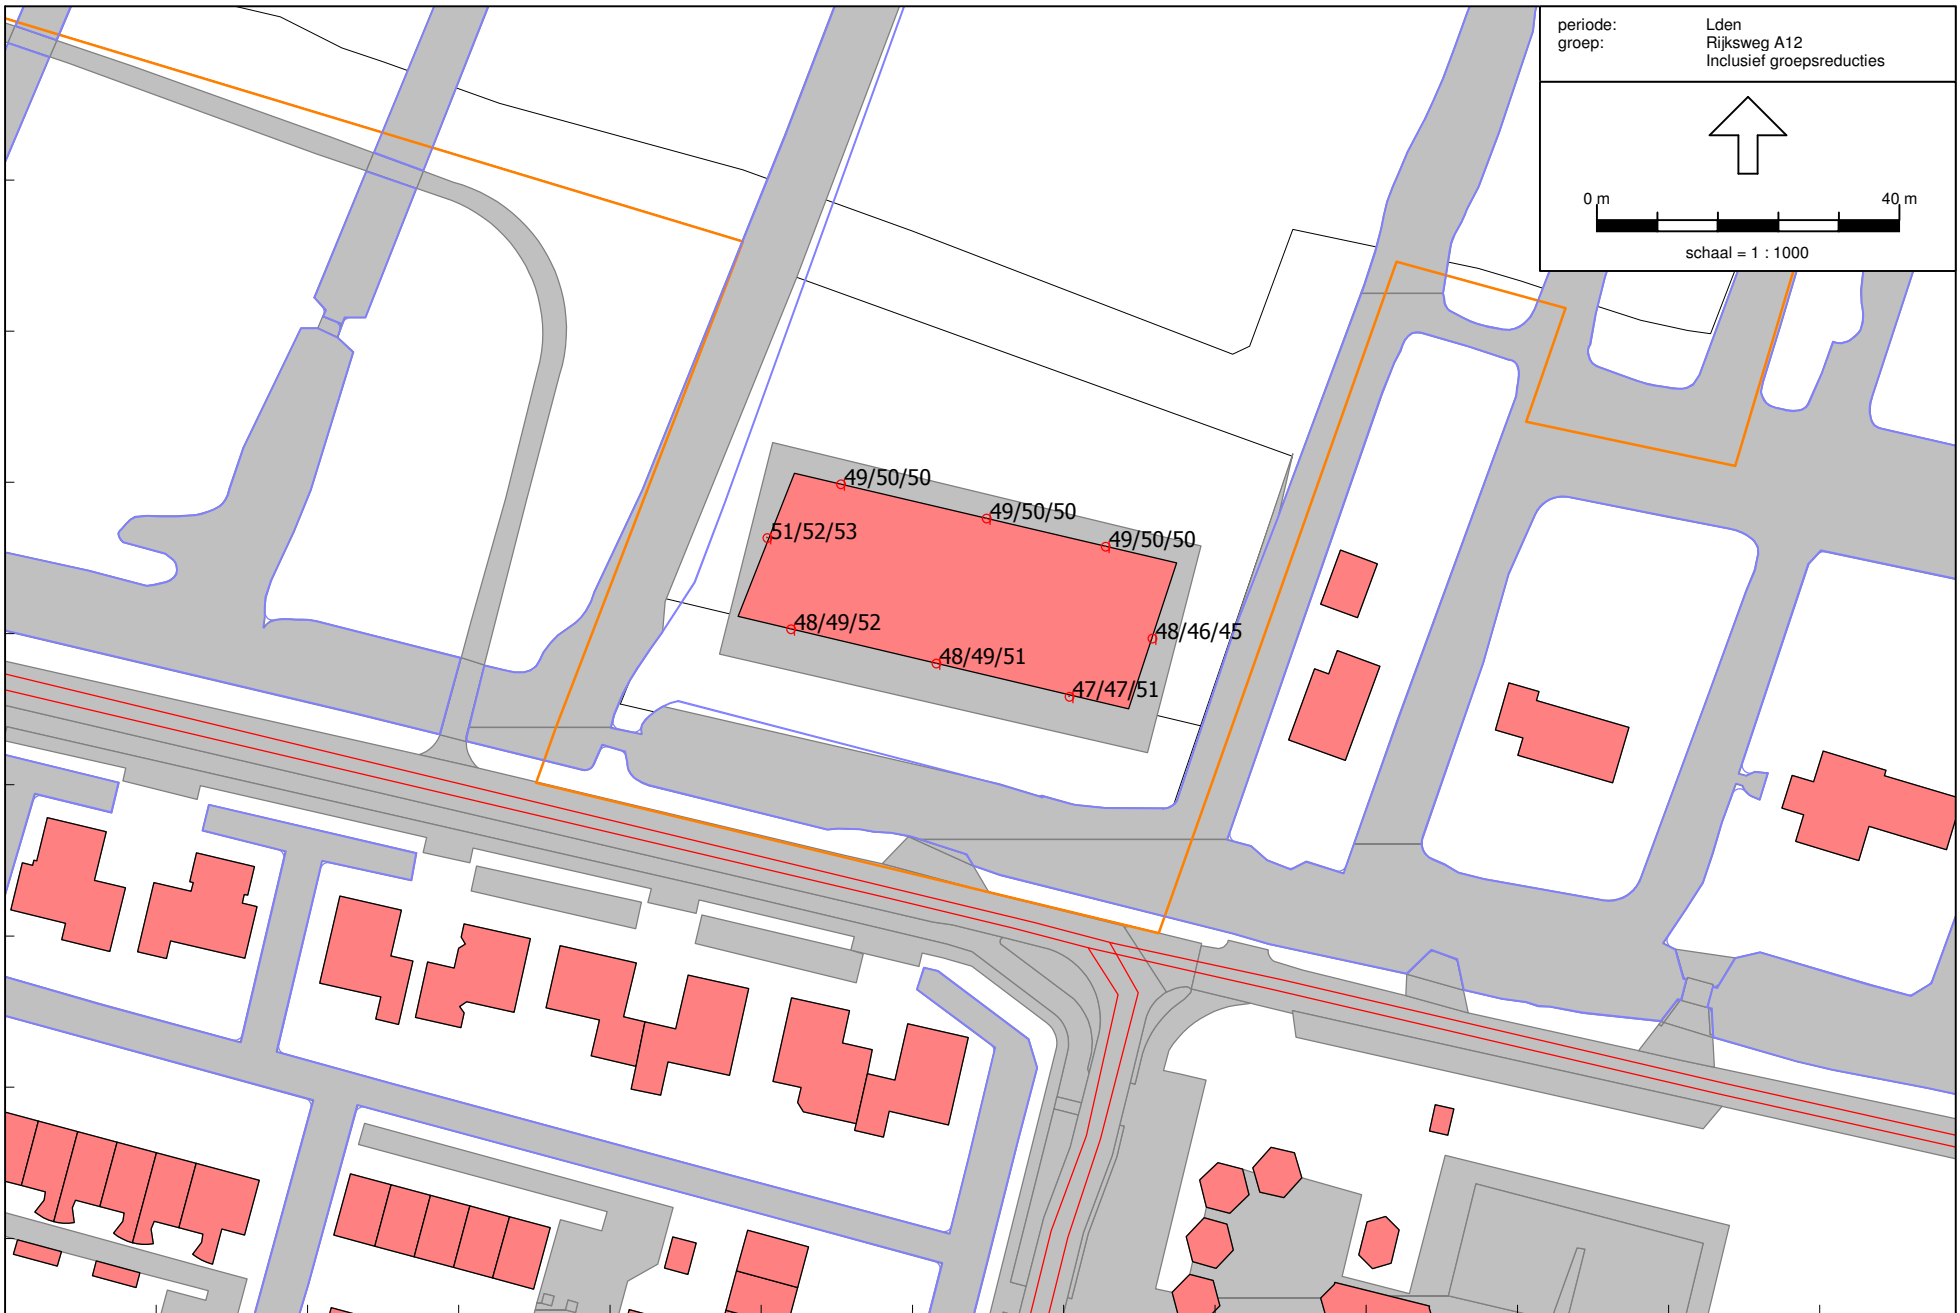 periode: Lden
groep: Rijksweg A12
Inclusief groepsreducties
0 m 40 m
schaal = 1 : 1000
49/50/50
49/50/50
51/52/53
49/50/50
48/49/52
48/46/45
48/49/51
47/47/51